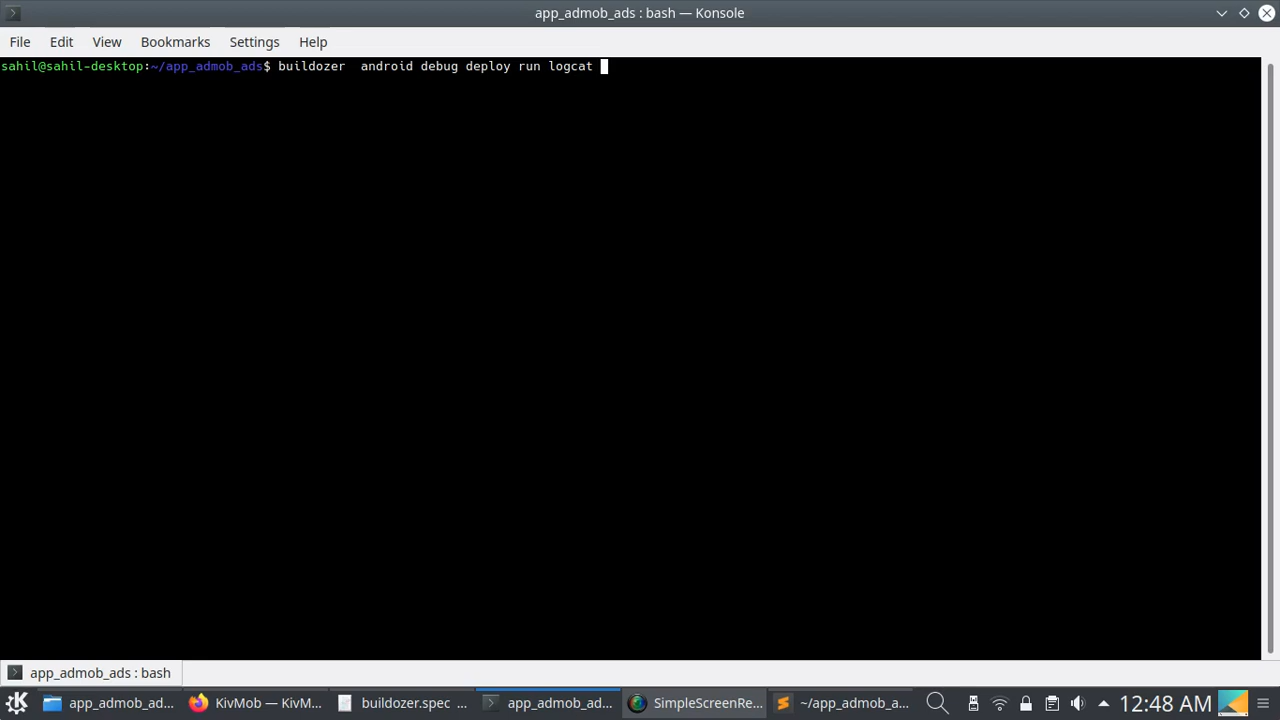 app_admob_ads : bash — Konsole
File Edit View Bookmarks Settings Help
sahil@sahil-desktop:~/app_admob_ads$ buildozer  android debug deploy run logcat
app_admob_ads : bash
app_admob_ad... KivMob — KivM... buildozer.spec ... app_admob_ad... SimpleScreenRe... ~/app_admob_a... 12:48 AM